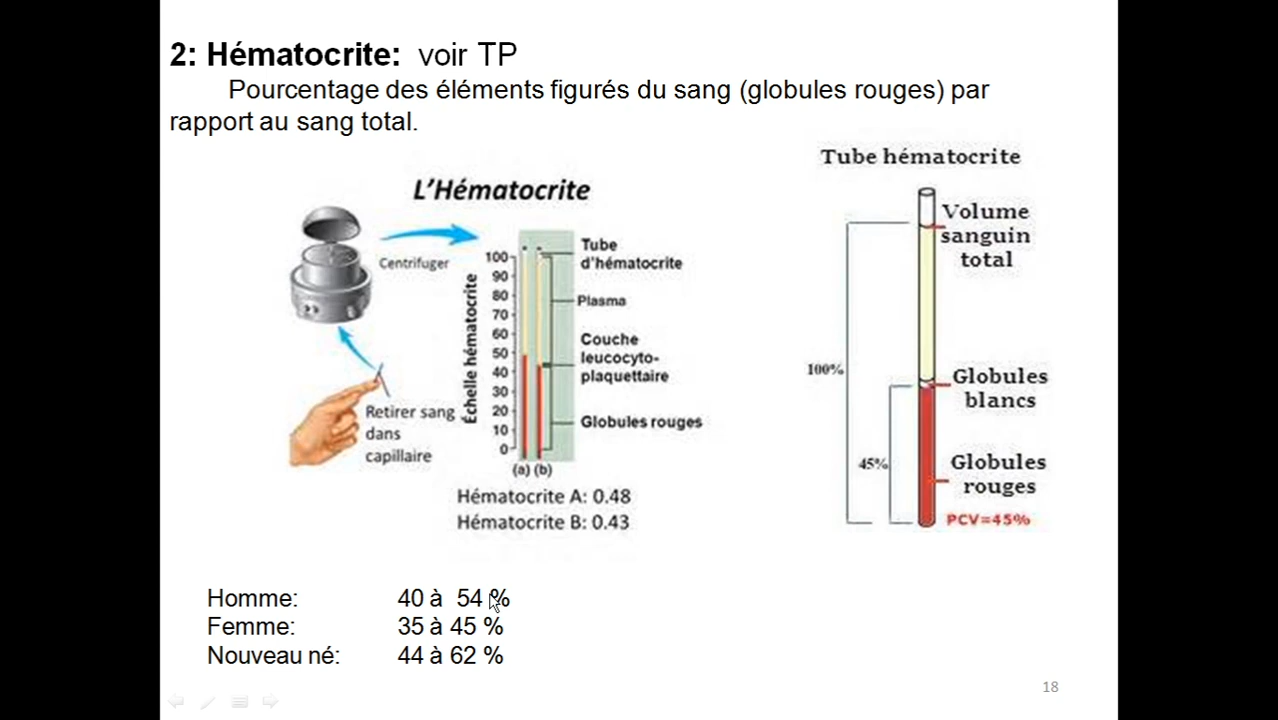 2: Hématocrite: voir TP
Pourcentage des éléments figurés du sang (globules rouges) par
rapport au sang total.
L’Hématocrite
Centrifuger
Retirer sang
dans
capillaire
Échelle hématocrite
100
90
80
70
60
50
40
30
20
10
0
(a) (b)
Tube
d’hématocrite
Plasma
Couche
leucocyto-
plaquettaire
Globules rouges
Hématocrite A: 0.48
Hématocrite B: 0.43
Tube hématocrite
Volume
sanguin
total
100%
Globules
blancs
45%
Globules
rouges
PCV=45%
Homme: 40 à 54 %
Femme: 35 à 45 %
Nouveau né: 44 à 62 %
18